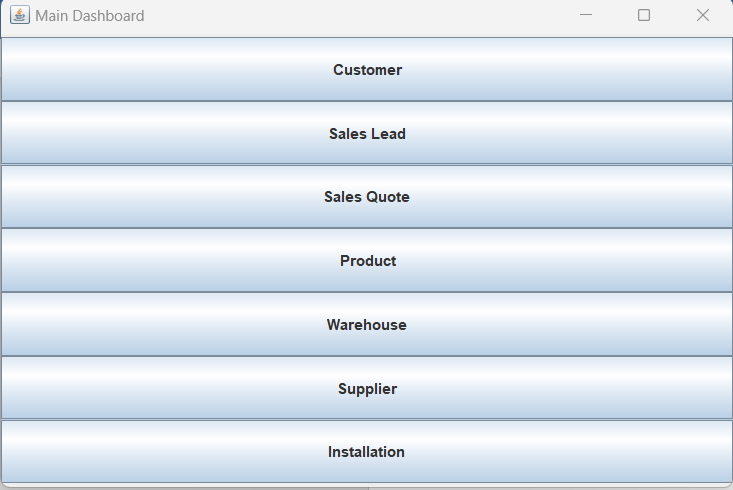 Main Dashboard
Customer
Sales Lead
Sales Quote
Product
Warehouse
Supplier
Installation